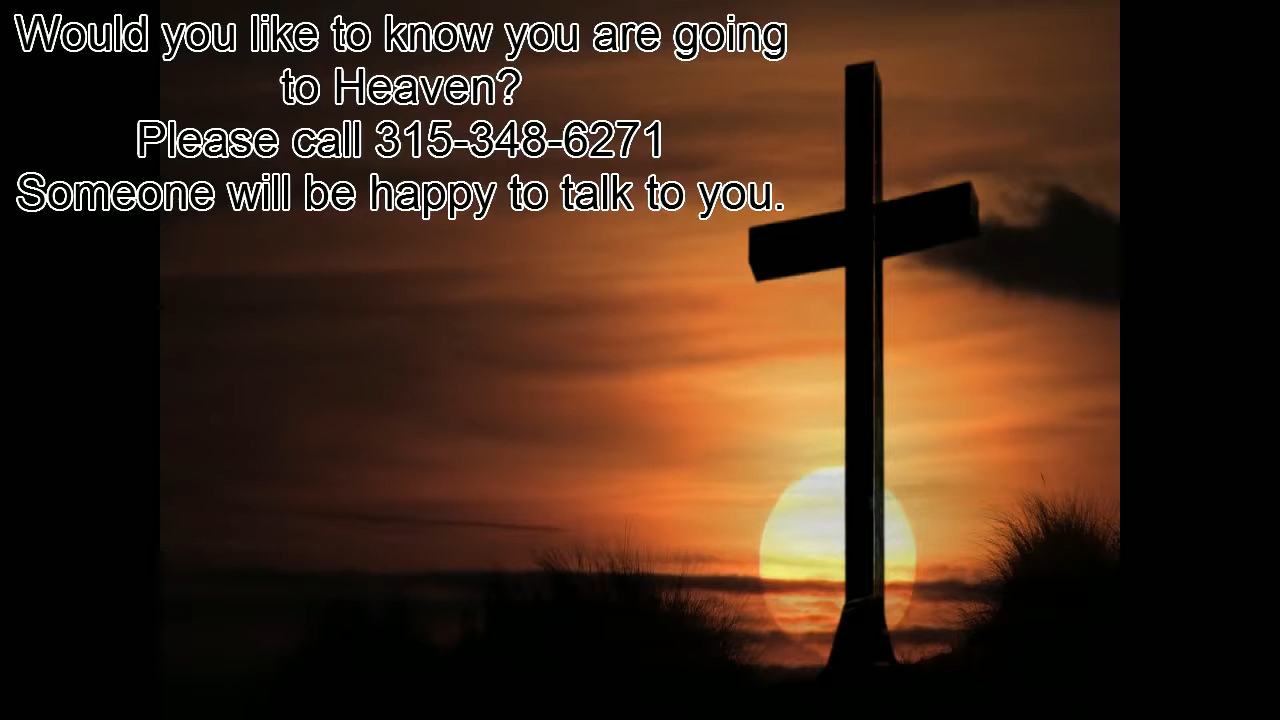 Would you like to know you are going
to Heaven?
Please call 315-348-6271
Someone will be happy to talk to you.